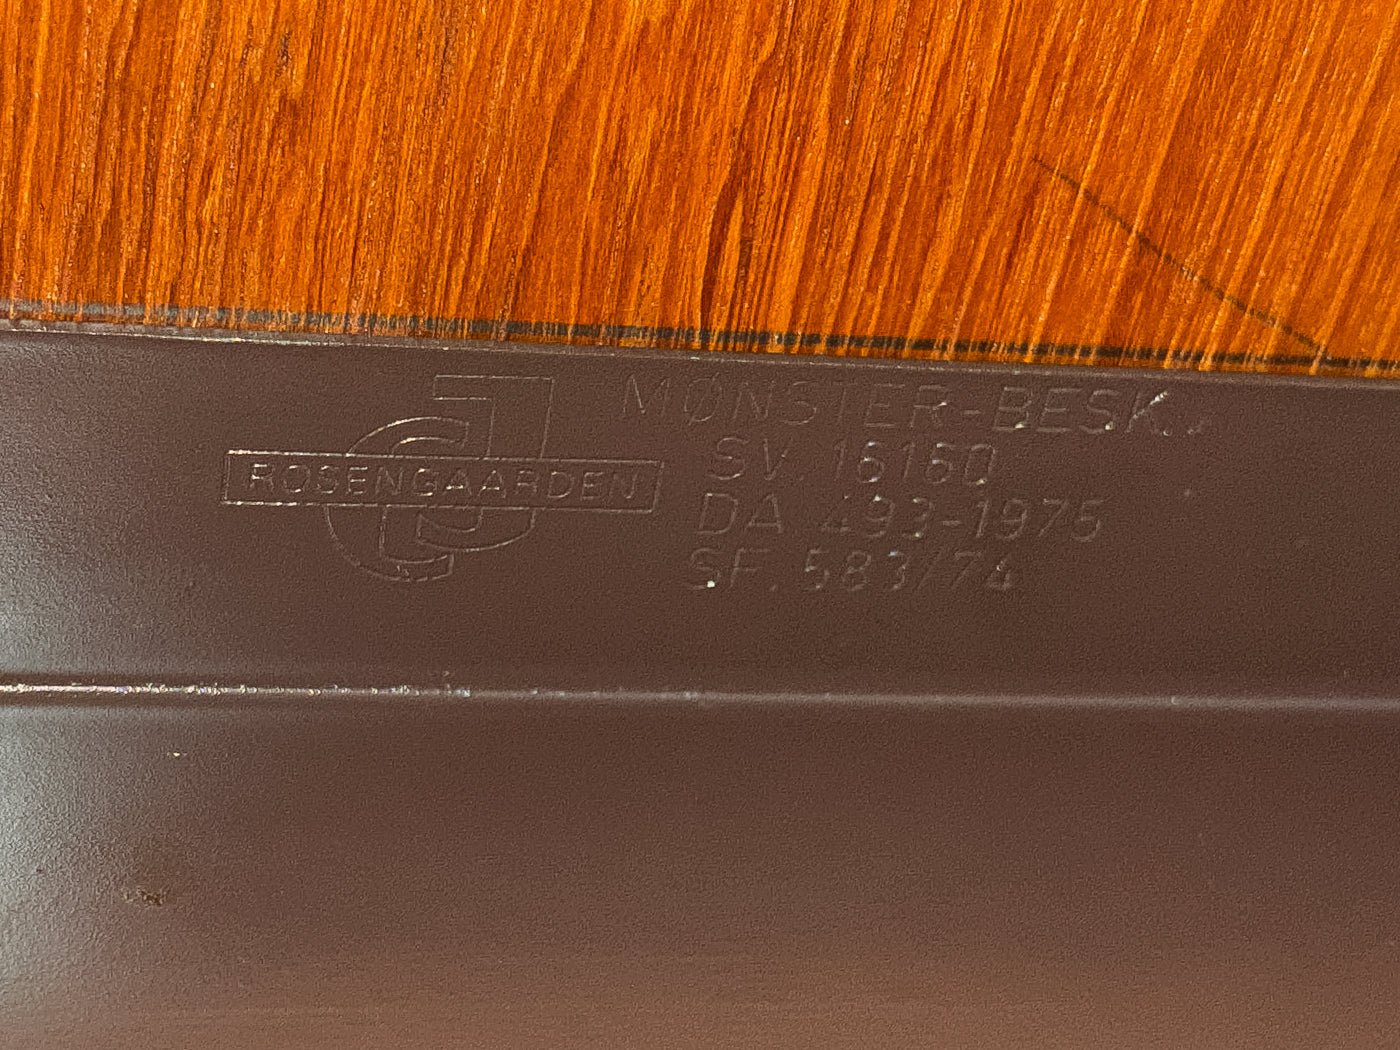 ROSENGAARDEN
MØNSTER-BESK.
SV. 16160
DA 493-1975
SF. 583/74